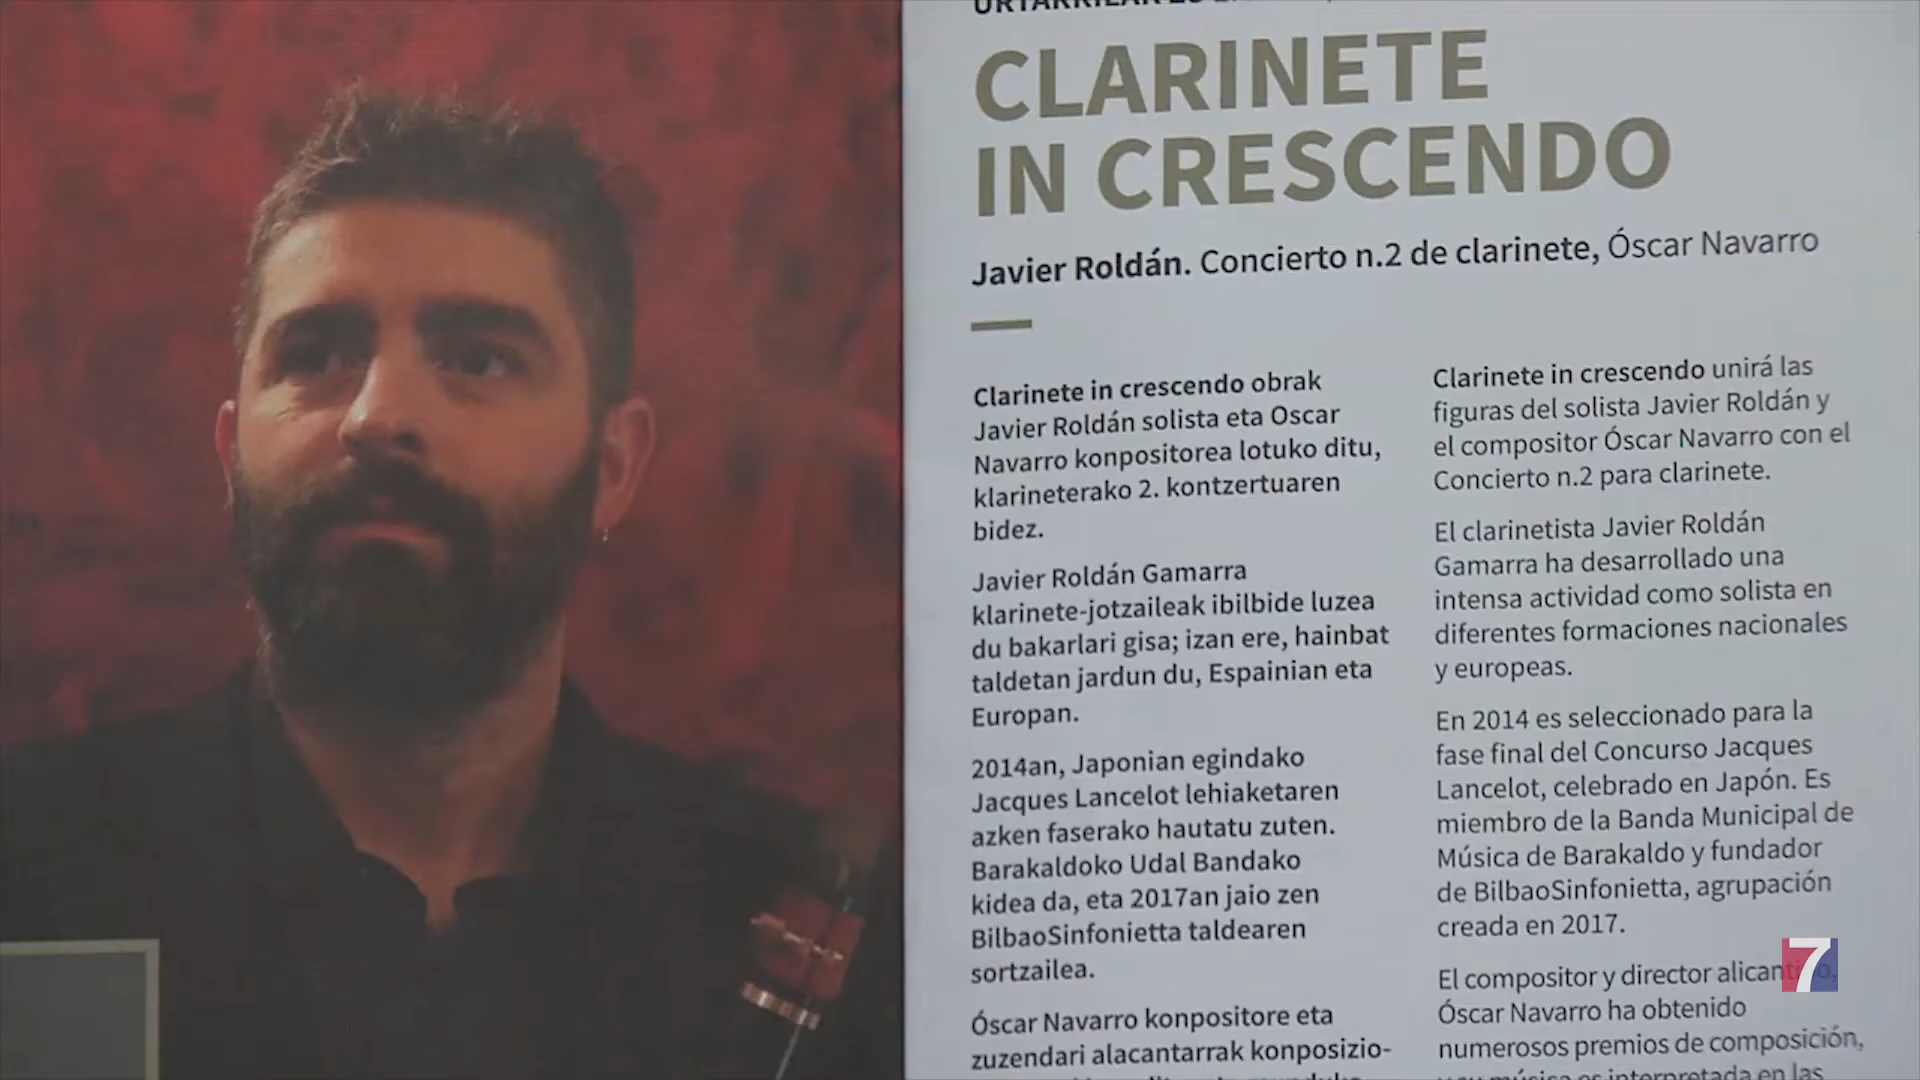 CLARINETE
IN CRESCENDO
Javier Roldán. Concierto n.2 de clarinete, Óscar Navarro
Clarinete in crescendo obrak
Javier Roldán solista eta Oscar
Navarro konpositorea lotuko ditu,
klarineterako 2. kontzertuaren
bidez.
Javier Roldán Gamarra
klarinete-jotzaileak ibilbide luzea
du bakarlari gisa; izan ere, hainbat
taldetan jardun du, Espainian eta
Europan.
2014an, Japonian egindako
Jacques Lancelot lehiaketaren
azken faserako hautatu zuten.
Barakaldoko Udal Bandako
kidea da, eta 2017an jaio zen
BilbaoSinfonietta taldearen
sortzailea.
Óscar Navarro konpositore eta
zuzendari alacantarrak konposizio-
Clarinete in crescendo unirá las
figuras del solista Javier Roldán y
el compositor Óscar Navarro con el
Concierto n.2 para clarinete.
El clarinetista Javier Roldán
Gamarra ha desarrollado una
intensa actividad como solista en
diferentes formaciones nacionales
y europeas.
En 2014 es seleccionado para la
fase final del Concurso Jacques
Lancelot, celebrado en Japón. Es
miembro de la Banda Municipal de
Música de Barakaldo y fundador
de BilbaoSinfonietta, agrupación
creada en 2017.
El compositor y director alicantino,
Óscar Navarro ha obtenido
numerosos premios de composición,
y su música es interpretada en las
7